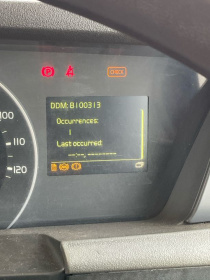 DDM:B100313
Occurrences:
1
Last occurred:
--:--, --------
100
110
120